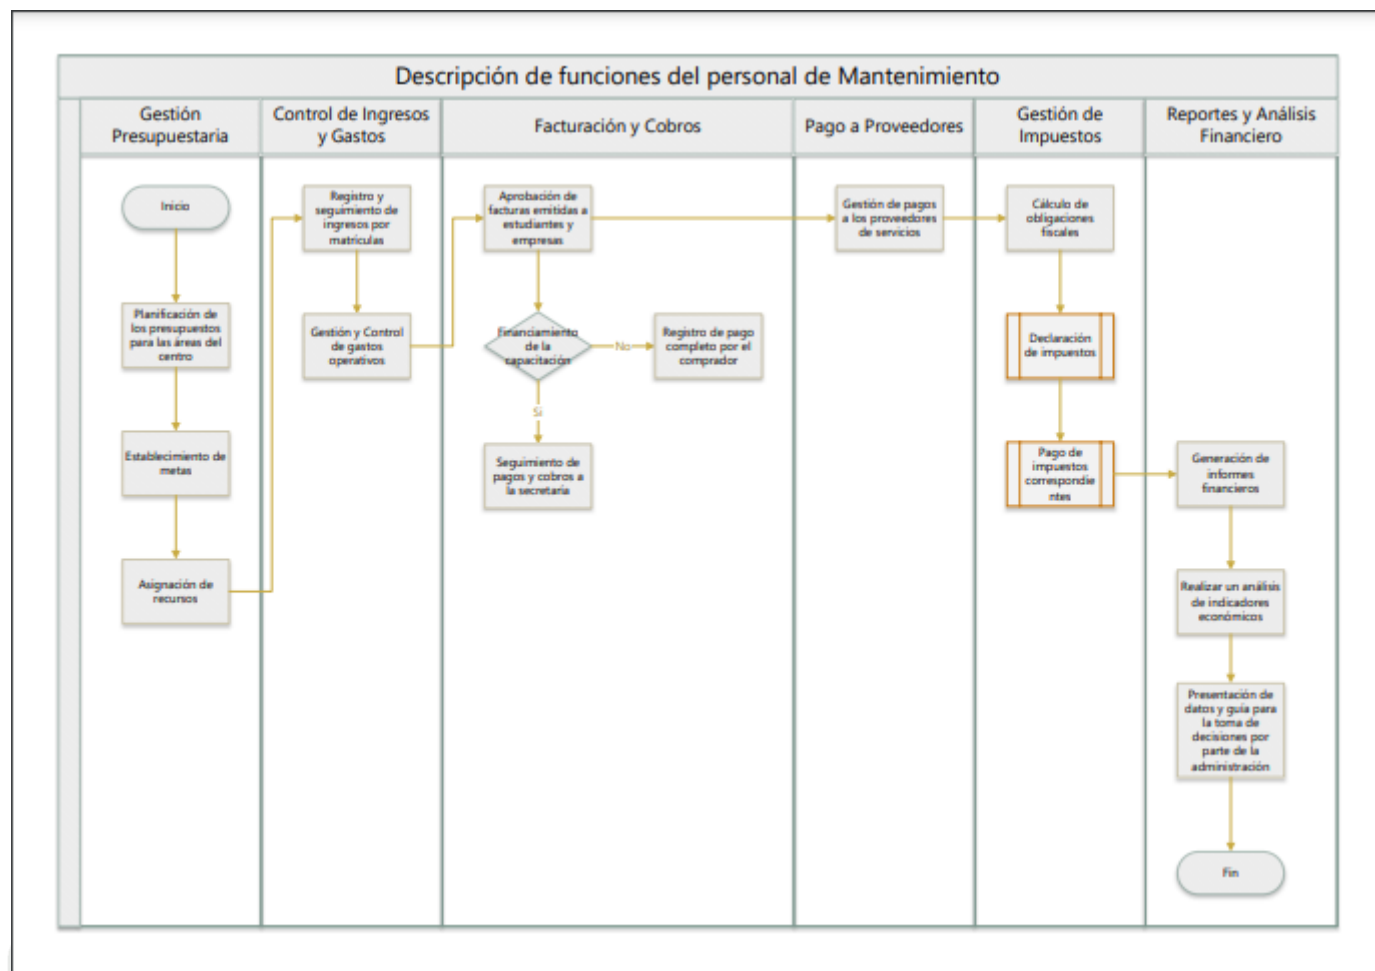 Descripción de funciones del personal de Mantenimiento
Gestión
Presupuestaria
Control de Ingresos
y Gastos
Facturación y Cobros
Pago a Proveedores
Gestión de
Impuestos
Reportes y Análisis
Financiero
Inicio
Planificación de
los presupuestos
para las áreas del
centro
Establecimiento de
metas
Asignación de
recursos
Registro y
seguimiento de
ingresos por
matrículas
Gestión y Control
de gastos
operativos
Aprobación de
facturas emitidas a
estudiantes y
empresas
Financiamiento
de la
capacitación
No
Registro de pago
completo por el
comprador
Si
Seguimiento de
pagos y cobros a
la secretaría
Gestión de pagos
a los proveedores
de servicios
Cálculo de
obligaciones
fiscales
Declaración
de impuestos
Pago de
impuestos
correspondie
ntes
Generación de
informes
financieros
Realizar un análisis
de indicadores
económicos
Presentación de
datos y guía para
la toma de
decisiones por
parte de la
administración
Fin